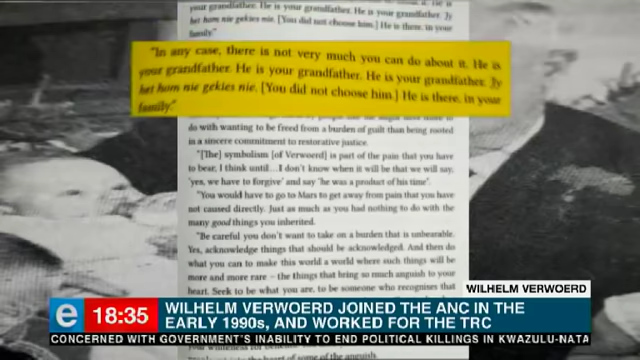 he is your grandfather. He is your grandfather. Jy
het hom nie gekies nie. [You did not choose him.] He is there, in your
family."
"In any case, there is not very much you can do about it. He is
your grandfather. He is your grandfather. He is your grandfather. Jy
het hom nie gekies nie. [You did not choose him.] He is there, in your
family."
do with wanting to be freed from a burden of guilt than being rooted
in a sincere commitment to restorative justice.
"[The] symbolism [of Verwoerd] is part of the pain that you have
to bear, I think until… I don't know when it will be that we will say,
'yes, we have to forgive' and say 'he was a product of his time".
"You would have to go to Mars to get away from pain that you have
not caused directly. Just as much as you had nothing to do with the
many good things you inherited.
"Be careful you don't want to take on a burden that is unbearable.
Yes, acknowledge things that should be acknowledged. And then do
what you can to make this world a world where such things will be
more and more rare – the things that bring so much anguish to your
heart. Seek to be what you are, to be someone who recognises that
the heart of some of the anguish.
WILHELM VERWOERD
e 18:35 WILHELM VERWOERD JOINED THE ANC IN THE
EARLY 1990s, AND WORKED FOR THE TRC
CONCERNED WITH GOVERNMENT'S INABILITY TO END POLITICAL KILLINGS IN KWAZULU-NATA